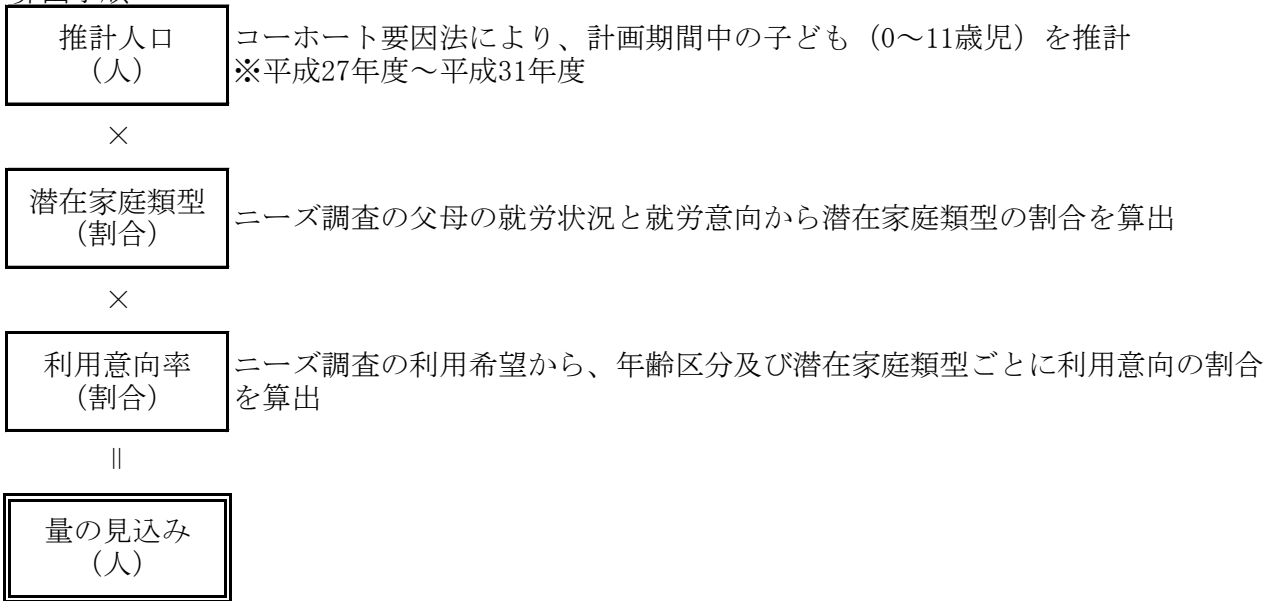 推計人口
（人）
コーホート要因法により、計画期間中の子ども（0～11歳児）を推計
※平成27年度～平成31年度
×
潜在家庭類型
（割合）
ニーズ調査の父母の就労状況と就労意向から潜在家庭類型の割合を算出
×
利用意向率
（割合）
ニーズ調査の利用希望から、年齢区分及び潜在家庭類型ごとに利用意向の割合
を算出
＝
量の見込み
（人）